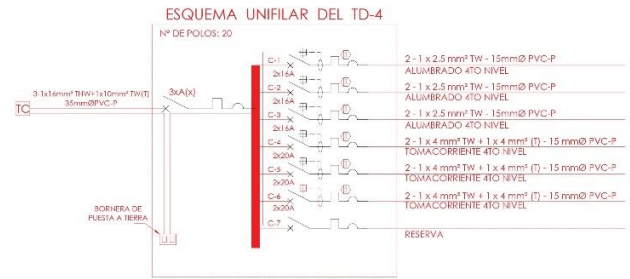 ESQUEMA UNIFILAR DEL TD-4
Nº DE POLOS: 20
3-1x16mm² THW+1x10mm² TW(T)
35mmØPVC-P
TC
3xA(x)
C-1
2x16A
2 - 1 x 2.5 mm² TW - 15mmØ PVC-P
ALUMBRADO 4TO NIVEL
C-2
2x16A
2 - 1 x 2.5 mm² TW - 15mmØ PVC-P
ALUMBRADO 4TO NIVEL
C-3
2x16A
2 - 1 x 2.5 mm² TW - 15mmØ PVC-P
ALUMBRADO 4TO NIVEL
C-4
2x20A
2 - 1 x 4 mm² TW + 1 x 4 mm² (T) - 15 mmØ PVC-P
TOMACORRIENTE 4TO NIVEL
C-5
2x20A
2 - 1 x 4 mm² TW + 1 x 4 mm² (T) - 15 mmØ PVC-P
TOMACORRIENTE 4TO NIVEL
C-6
2x20A
2 - 1 x 4 mm² TW + 1 x 4 mm² (T) - 15 mmØ PVC-P
TOMACORRIENTE 4TO NIVEL
C-7
RESERVA
BORNERA DE
PUESTA A TIERRA